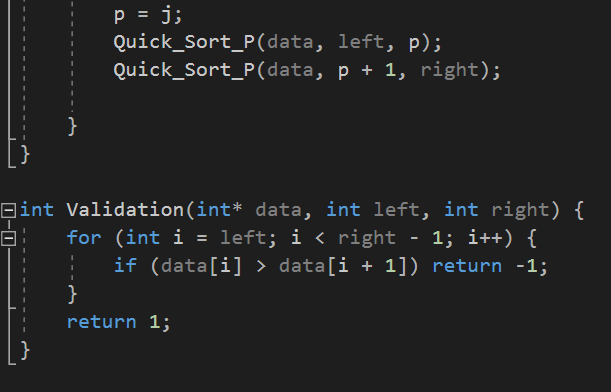 p = j;
Quick_Sort_P(data, left, p);
Quick_Sort_P(data, p + 1, right);
}
}
int Validation(int* data, int left, int right) {
for (int i = left; i < right - 1; i++) {
if (data[i] > data[i + 1]) return -1;
}
return 1;
}